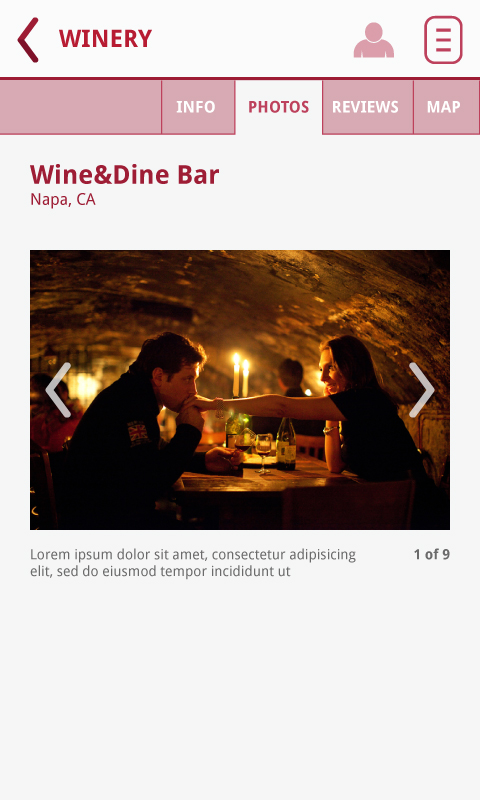 WINERY
INFO PHOTOS REVIEWS MAP
Wine&Dine Bar
Napa, CA
Lorem ipsum dolor sit amet, consectetur adipisicing
elit, sed do eiusmod tempor incididunt ut
1 of 9